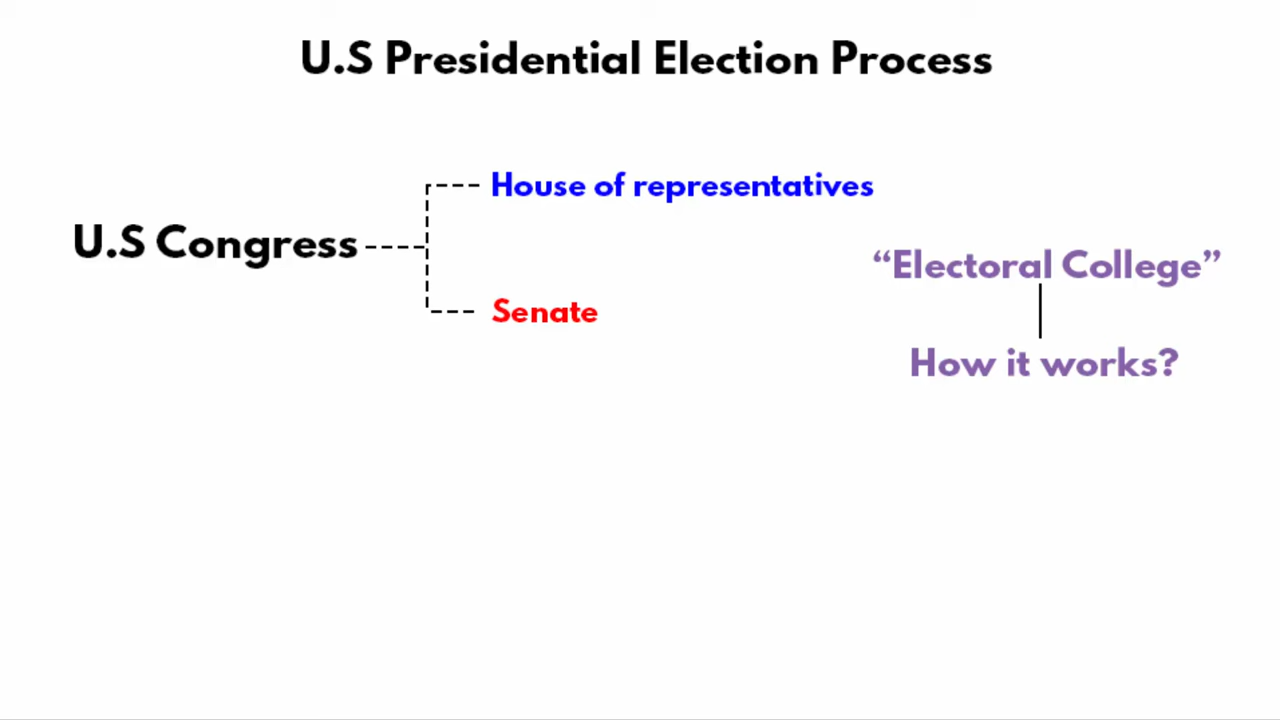 U.S Presidential Election Process
House of representatives
U.S Congress
“Electoral College”
Senate
How it works?